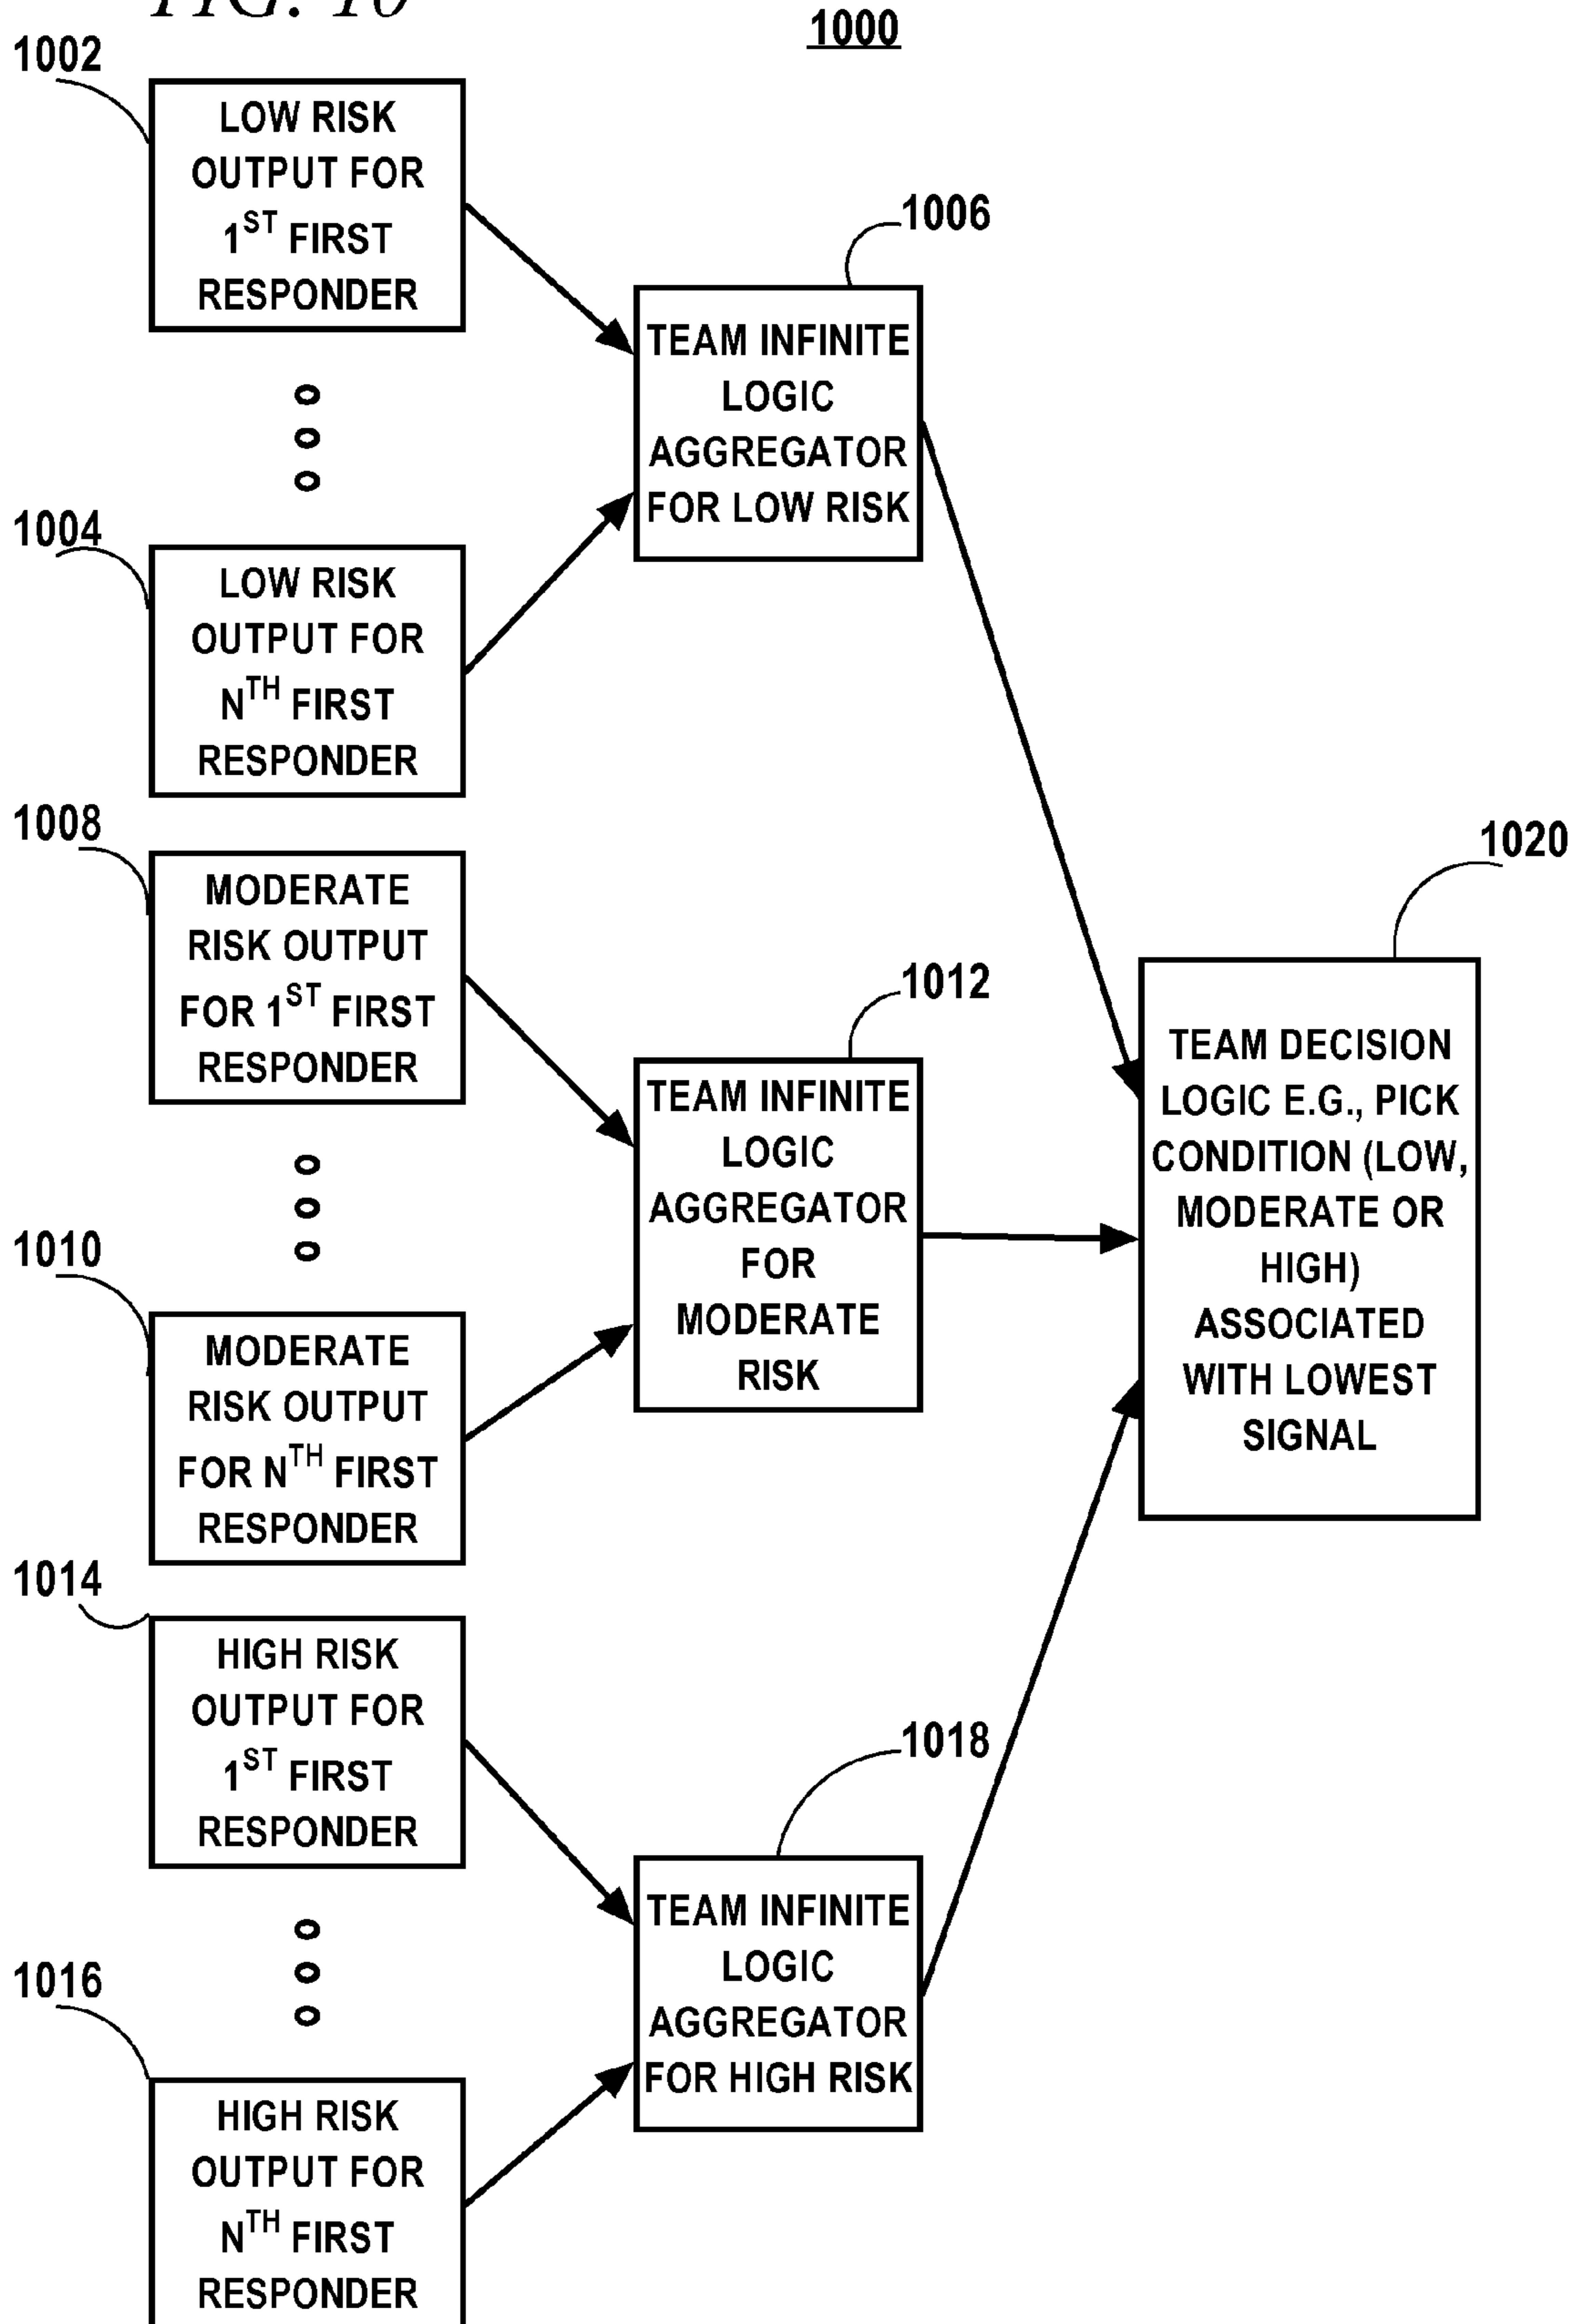 FIG. 10
1000
1002
LOW RISK
OUTPUT FOR
1ST FIRST
RESPONDER
1006
TEAM INFINITE
LOGIC
AGGREGATOR
FOR LOW RISK
1004
LOW RISK
OUTPUT FOR
NTH FIRST
RESPONDER
1008
MODERATE
RISK OUTPUT
FOR 1ST FIRST
RESPONDER
1012
TEAM INFINITE
LOGIC
AGGREGATOR
FOR
MODERATE
RISK
1010
MODERATE
RISK OUTPUT
FOR NTH FIRST
RESPONDER
1020
TEAM DECISION
LOGIC E.G., PICK
CONDITION (LOW,
MODERATE OR
HIGH)
ASSOCIATED
WITH LOWEST
SIGNAL
1014
HIGH RISK
OUTPUT FOR
1ST FIRST
RESPONDER
1018
TEAM INFINITE
LOGIC
AGGREGATOR
FOR HIGH RISK
1016
HIGH RISK
OUTPUT FOR
NTH FIRST
RESPONDER